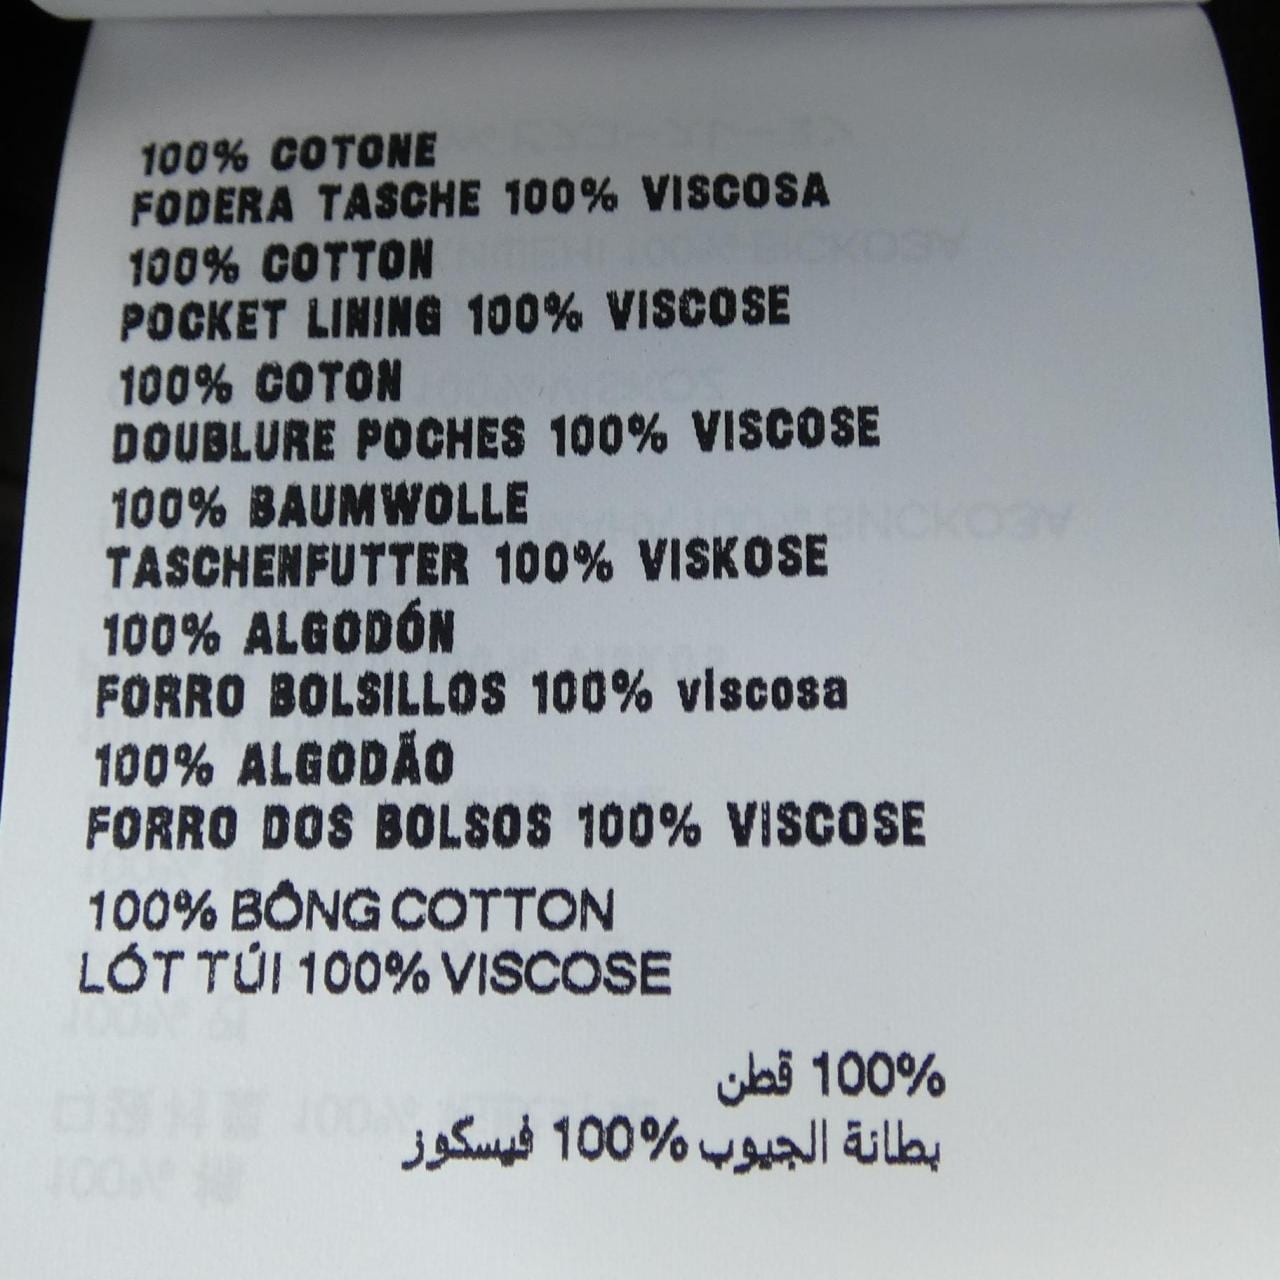 100% COTONE
FODERA TASCHE 100% VISCOSA
100% COTTON
POCKET LINING 100% VISCOSE
100% COTON
DOUBLURE POCHES 100% VISCOSE
100% BAUMWOLLE
TASCHENFUTTER 100% VISKOSE
100% ALGODÓN
FORRO BOLSILLOS 100% viscosa
100% ALGODÃO
FORRO DOS BOLSOS 100% VISCOSE
100% BÔNG COTTON
LÓT TÚI 100% VISCOSE
100% قطن
بطانة الجيوب 100% فيسكوز